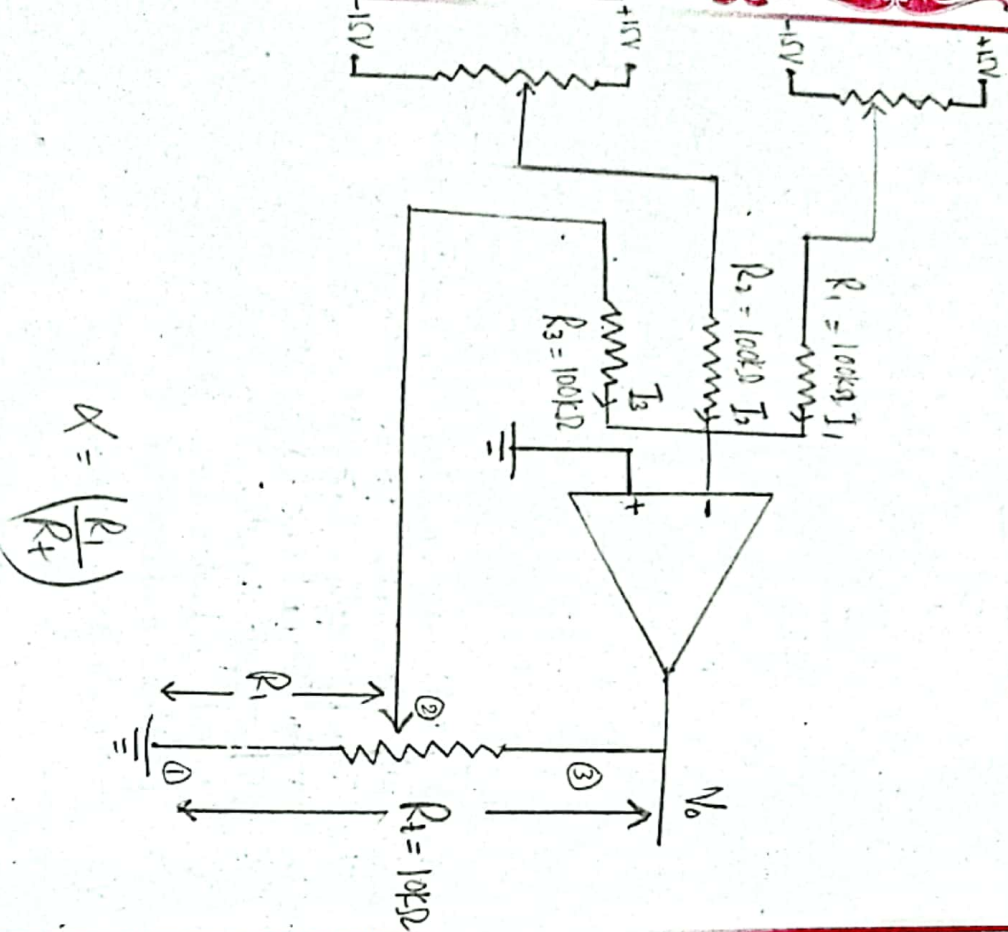 +15V
-15V
+15V
-15V
R1 = 100kΩ I1
R2 = 100kΩ I2
I3
R3 = 100kΩ
-
+
V0
③
②
①
R1
Rt = 10kΩ
α = (R1/Rt)